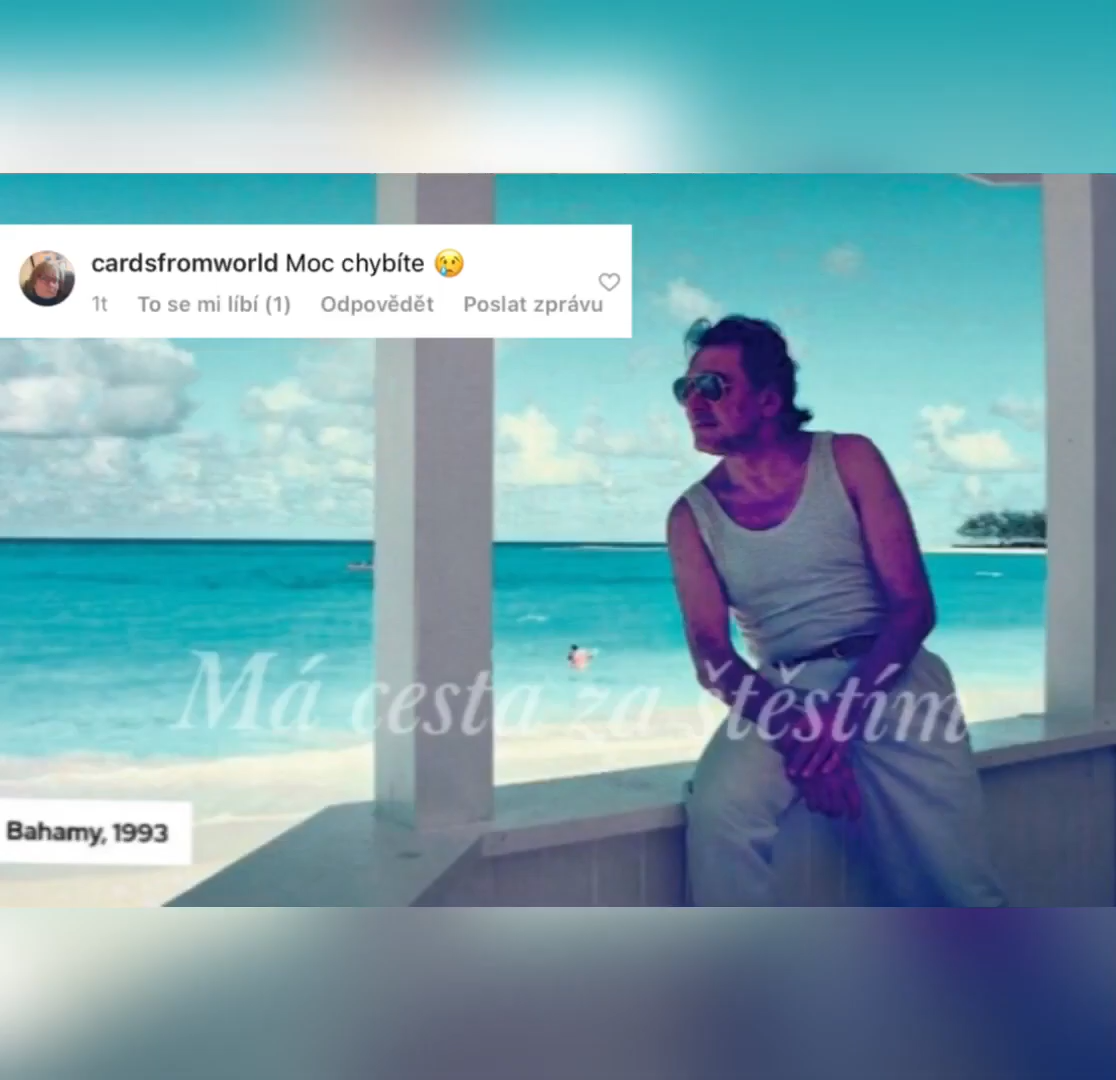 cardsfromworld Moc chybíte 😢
1t To se mi líbí (1) Odpovědět Poslat zprávu
Má cesta za štěstím
Bahamy, 1993